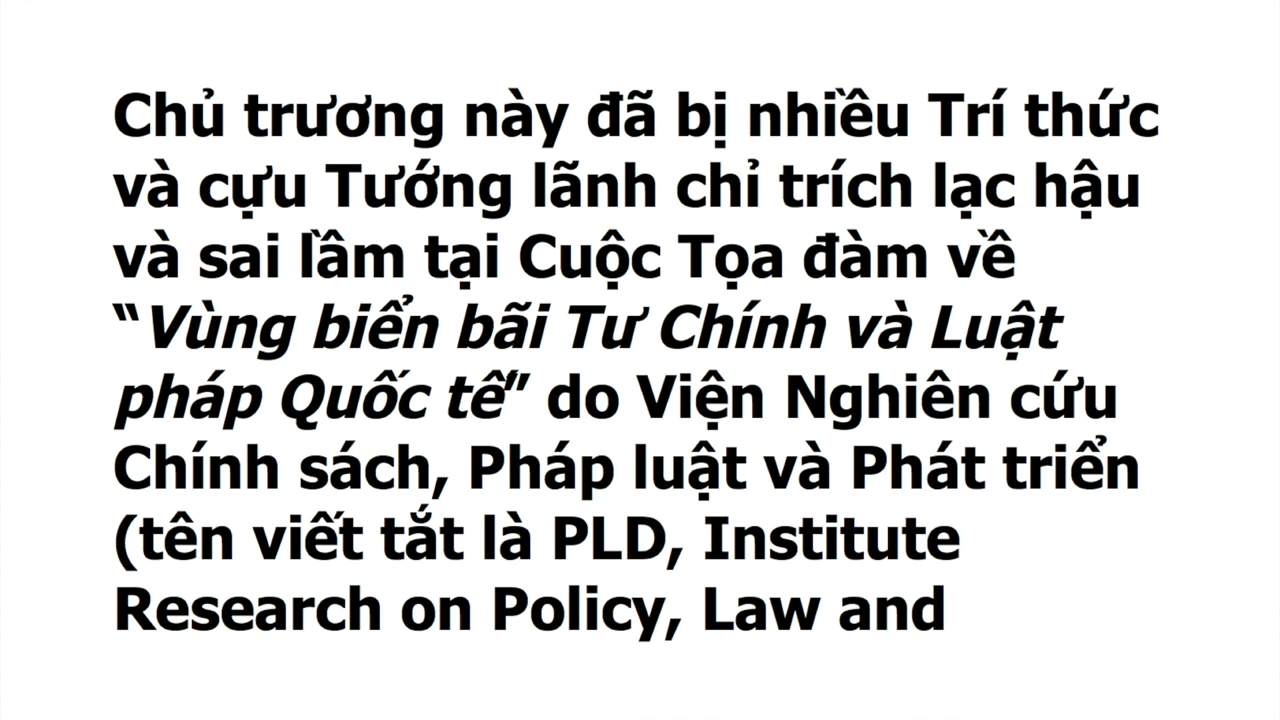 Chủ trương này đã bị nhiều Trí thức
và cựu Tướng lãnh chỉ trích lạc hậu
và sai lầm tại Cuộc Tọa đàm về
“Vùng biển bãi Tư Chính và Luật
pháp Quốc tế” do Viện Nghiên cứu
Chính sách, Pháp luật và Phát triển
(tên viết tắt là PLD, Institute
Research on Policy, Law and